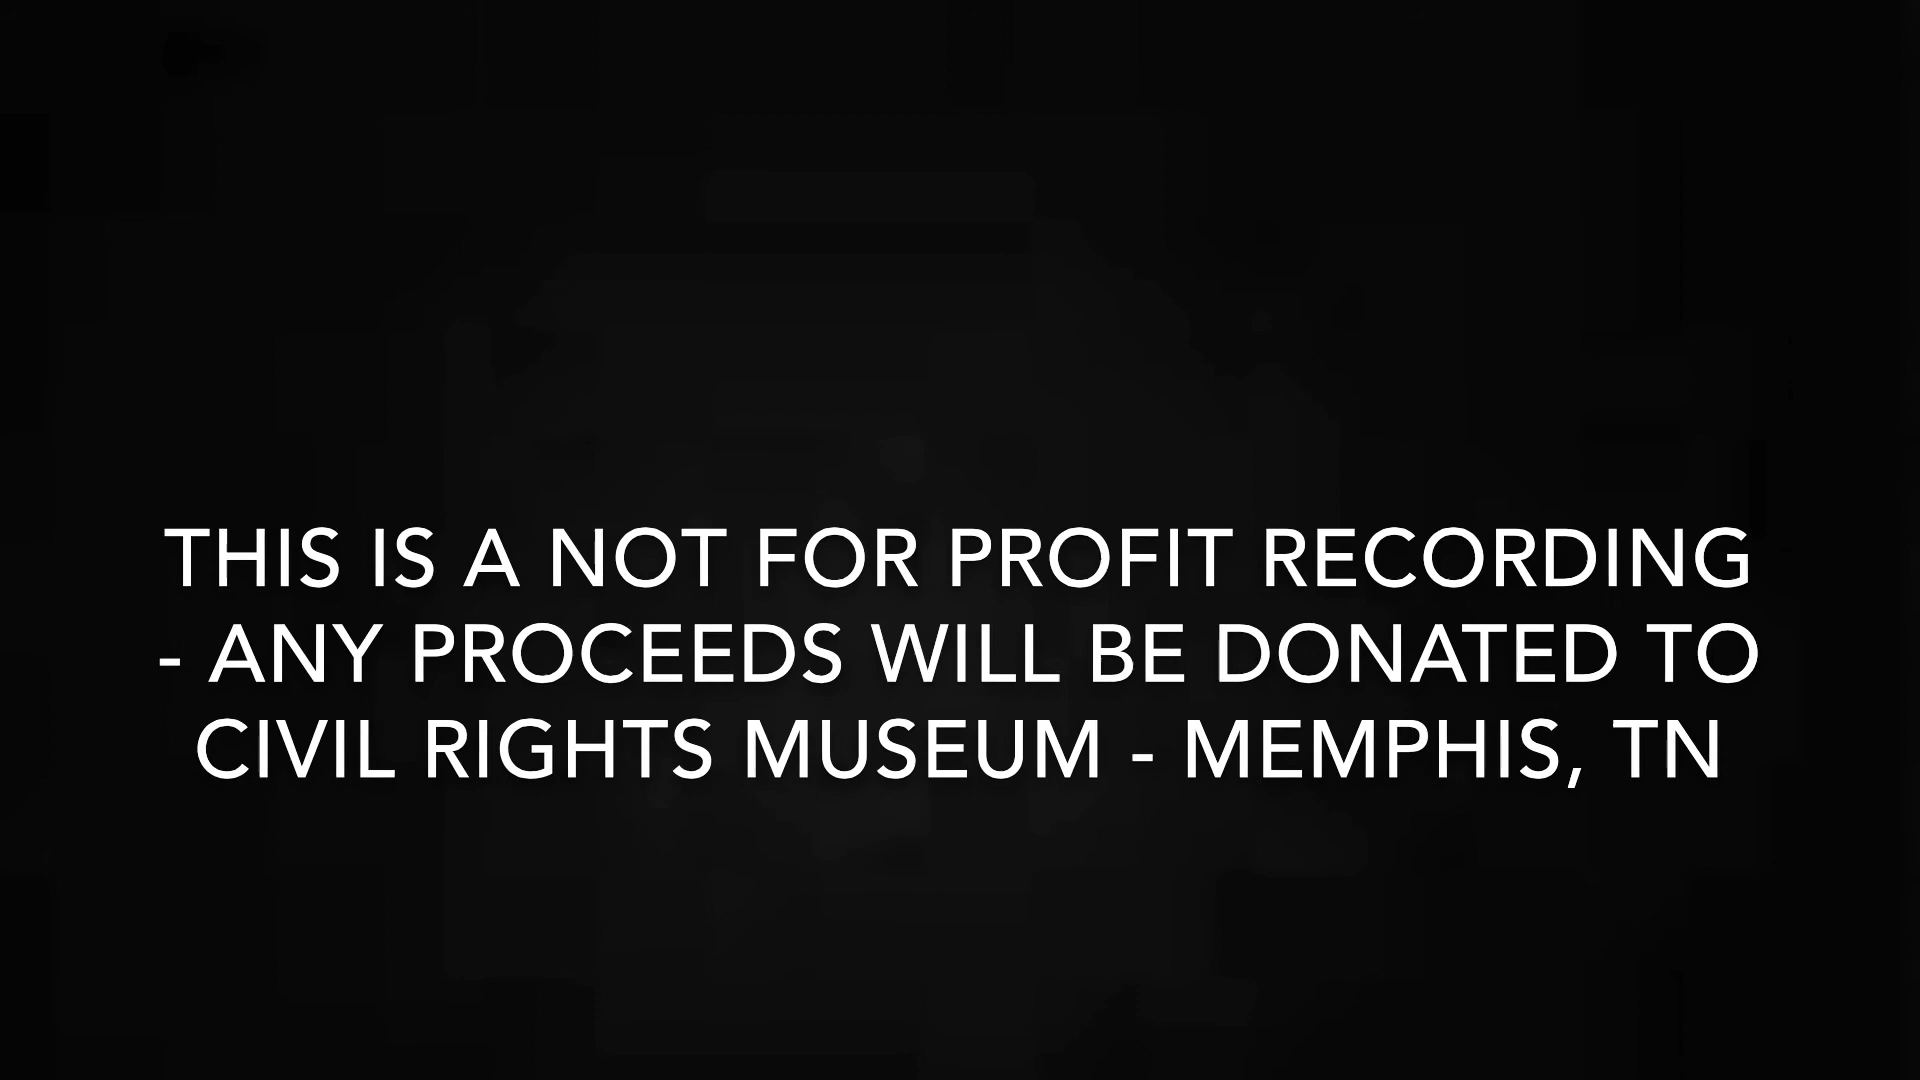 THIS IS A NOT FOR PROFIT RECORDING
- ANY PROCEEDS WILL BE DONATED TO
CIVIL RIGHTS MUSEUM - MEMPHIS, TN